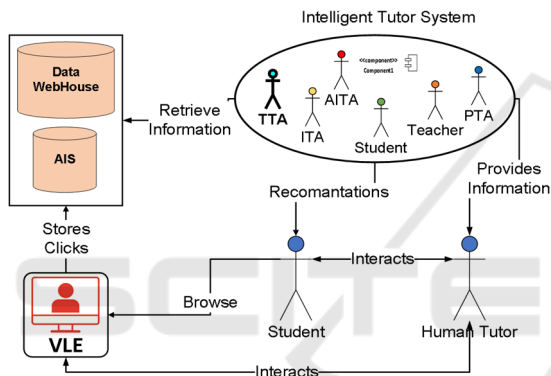 Intelligent Tutor System
Data
WebHouse
AIS
Retrieve
Information
<<component>>
Component1
TTA
ITA
AITA
Student
Teacher
PTA
Recomantations
Provides
Information
Stores
Clicks
Interacts
Browse
VLE
Student
Human Tutor
Interacts
SCITE